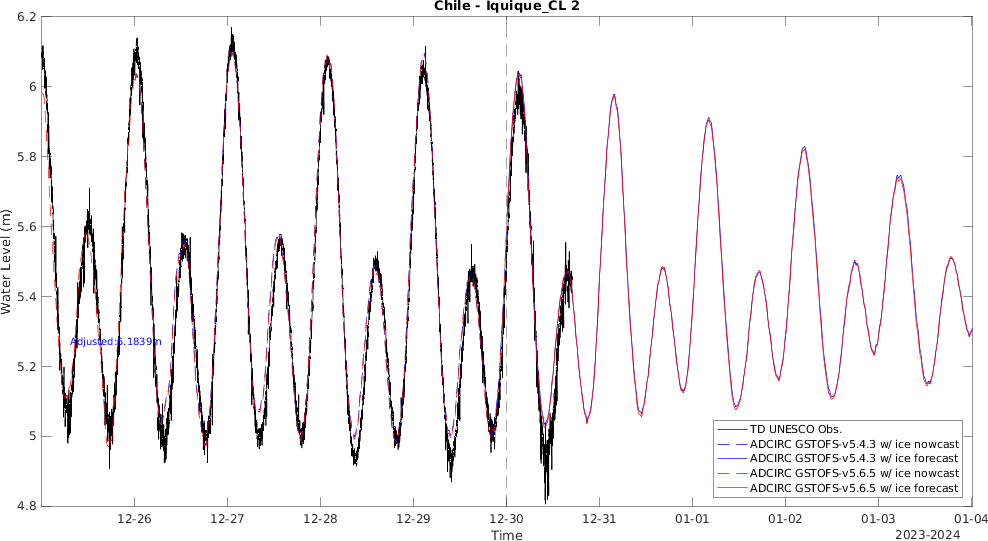 Chile - Iquique_CL 2
6.2
6
5.8
5.6
5.4
5.2
5
4.8
Water Level (m)
Adjusted:5.1839m
TD UNESCO Obs.
ADCIRC GSTOFS-v5.4.3 w/ ice nowcast
ADCIRC GSTOFS-v5.4.3 w/ ice forecast
ADCIRC GSTOFS-v5.6.5 w/ ice nowcast
ADCIRC GSTOFS-v5.6.5 w/ ice forecast
12-26 12-27 12-28 12-29 12-30 12-31 01-01 01-02 01-03 01-04
Time
2023-2024